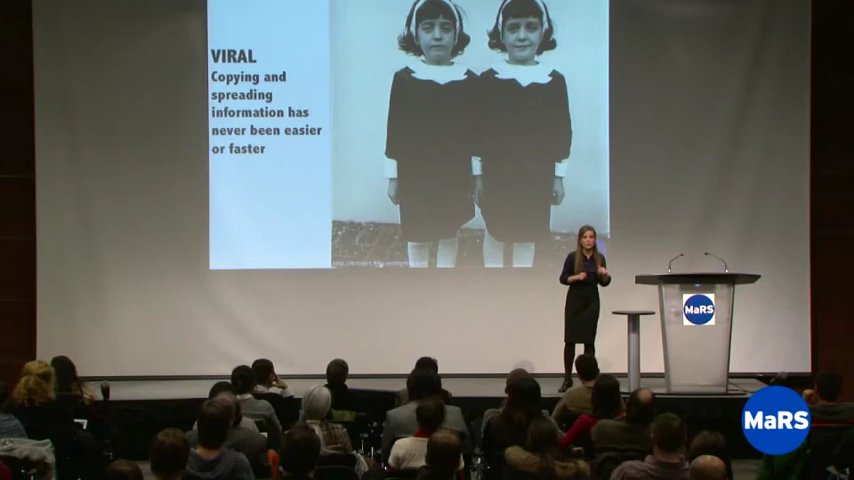 VIRAL
Copying and
spreading
information has
never been easier
or faster
MaRS
MaRS